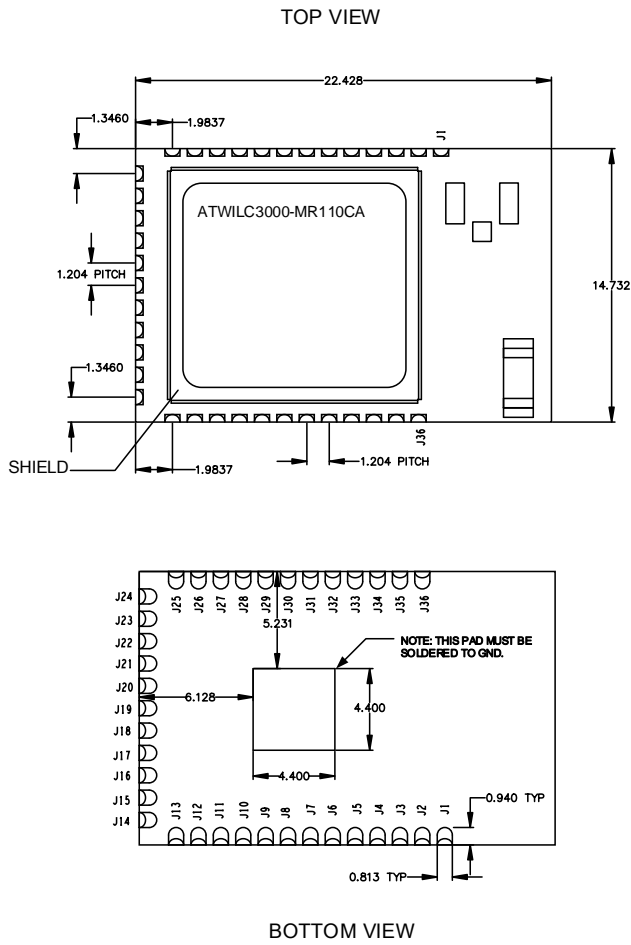 TOP VIEW
22.428
1.3460
1.9837
J1
ATWILC3000-MR110CA
1.204 PITCH
14.732
1.3460
J36
SHIELD
1.9837
1.204 PITCH
J24
J23
J22
J21
J20
J19
J18
J17
J16
J15
J14
J25
J26
J27
J28
J29
J30
J31
J32
J33
J34
J35
J36
5.231
NOTE: THIS PAD MUST BE
SOLDERED TO GND.
6.128
4.400
4.400
J13
J12
J11
J10
J9
J8
J7
J6
J5
J4
J3
J2
J1
0.940 TYP
0.813 TYP
BOTTOM VIEW